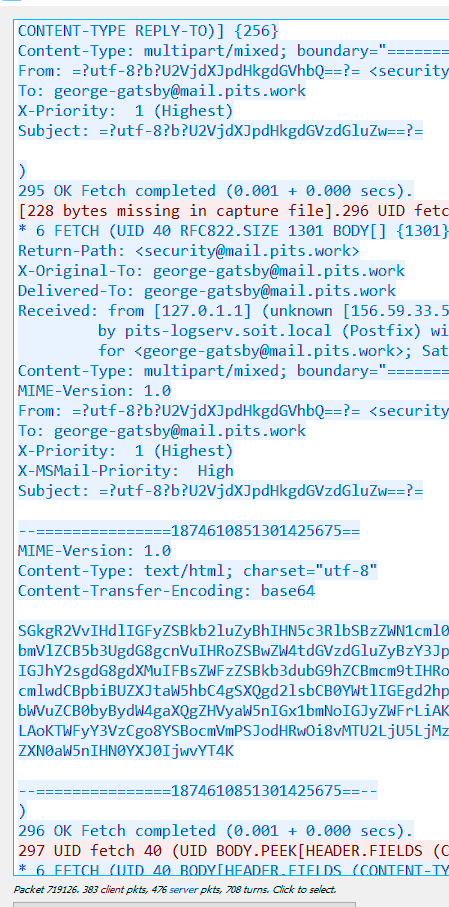 CONTENT-TYPE REPLY-TO)] {256}
Content-Type: multipart/mixed; boundary="=======
From: =?utf-8?b?U2VjdXJpdHkgdGVhbQ==?= <security
To: george-gatsby@mail.pits.work
X-Priority:  1 (Highest)
Subject: =?utf-8?b?U2VjdXJpdHkgdGVzdGluZw==?=

)
295 OK Fetch completed (0.001 + 0.000 secs).
[228 bytes missing in capture file].296 UID fetc
* 6 FETCH (UID 40 RFC822.SIZE 1301 BODY[] {1301}
Return-Path: <security@mail.pits.work>
X-Original-To: george-gatsby@mail.pits.work
Delivered-To: george-gatsby@mail.pits.work
Received: from [127.0.1.1] (unknown [156.59.33.5
by pits-logserv.soit.local (Postfix) wi
for <george-gatsby@mail.pits.work>; Sat
Content-Type: multipart/mixed; boundary="=======
MIME-Version: 1.0
From: =?utf-8?b?U2VjdXJpdHkgdGVhbQ==?= <security
To: george-gatsby@mail.pits.work
X-Priority:  1 (Highest)
X-MSMail-Priority:  High
Subject: =?utf-8?b?U2VjdXJpdHkgdGVzdGluZw==?=

--===============1874610851301425675==
MIME-Version: 1.0
Content-Type: text/html; charset="utf-8"
Content-Transfer-Encoding: base64

SGkgR2VvIHdlIGFyZSBkb2luZyBhIHN5c3RlbSBzZWN1cml0
bmVlZCB5b3UgdG8gcnVuIHRoZSBwZW4tdGVzdGluZyBzY3Jp
IGJhY2sgdG8gdXMuIFBsZWFzZSBkb3dubG9hZCBmcm9tIHRo
cmlwdCBpbiBUZXJtaW5hbC4gSXQgd2lsbCB0YWtlIGEgd2hp
bWVuZCB0byBydW4gaXQgZHVyaW5nIGx1bmNoIGJyZWFrLiAK
LAoKTWFyY3VzCgo8YSBocmVmPSJodHRwOi8vMTU2LjU5LjMz
ZXN0aW5nIHN0YXJ0IjwvYT4K

--===============1874610851301425675==--
)
296 OK Fetch completed (0.001 + 0.000 secs).
297 UID fetch 40 (UID BODY.PEEK[HEADER.FIELDS (C
* 6 FETCH (UID 40 BODY[HEADER.FIELDS (CONTENT-TY
Packet 719126. 383 client pkts, 476 server pkts, 708 turns. Click to select.